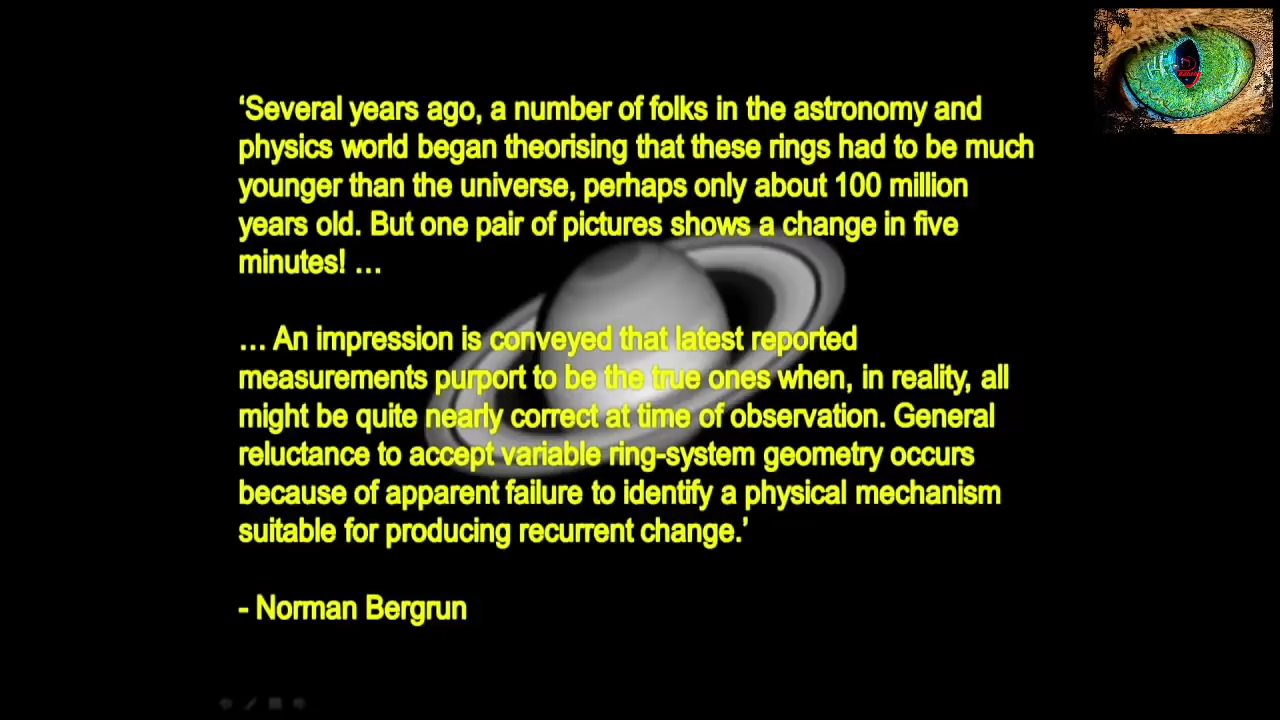 ‘Several years ago, a number of folks in the astronomy and
physics world began theorising that these rings had to be much
younger than the universe, perhaps only about 100 million
years old. But one pair of pictures shows a change in five
minutes! …
… An impression is conveyed that latest reported
measurements purport to be the true ones when, in reality, all
might be quite nearly correct at time of observation. General
reluctance to accept variable ring-system geometry occurs
because of apparent failure to identify a physical mechanism
suitable for producing recurrent change.’
- Norman Bergrun